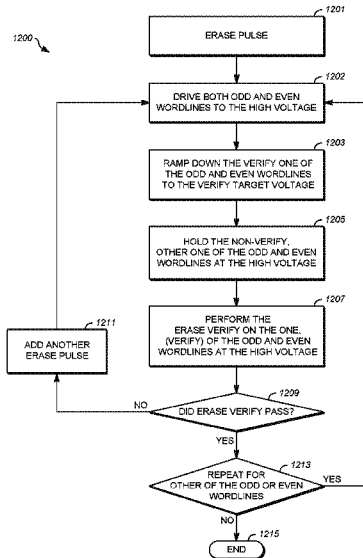 1200
1201
ERASE PULSE
1202
DRIVE BOTH ODD AND EVEN
WORDLINES TO THE HIGH VOLTAGE
1203
RAMP DOWN THE VERIFY ONE OF
THE ODD AND EVEN WORDLINES
TO THE VERIFY TARGET VOLTAGE
1205
HOLD THE NON-VERIFY,
OTHER ONE OF THE ODD AND EVEN
WORDLINES AT THE HIGH VOLTAGE
1207
PERFORM THE
ERASE VERIFY ON THE ONE,
(VERIFY) OF THE ODD AND EVEN
WORDLINES AT THE HIGH VOLTAGE
1211
ADD ANOTHER
ERASE PULSE
1209
NO
DID ERASE VERIFY PASS?
YES
1213
REPEAT FOR
OTHER OF THE ODD OR EVEN
WORDLINES
YES
NO
1215
END